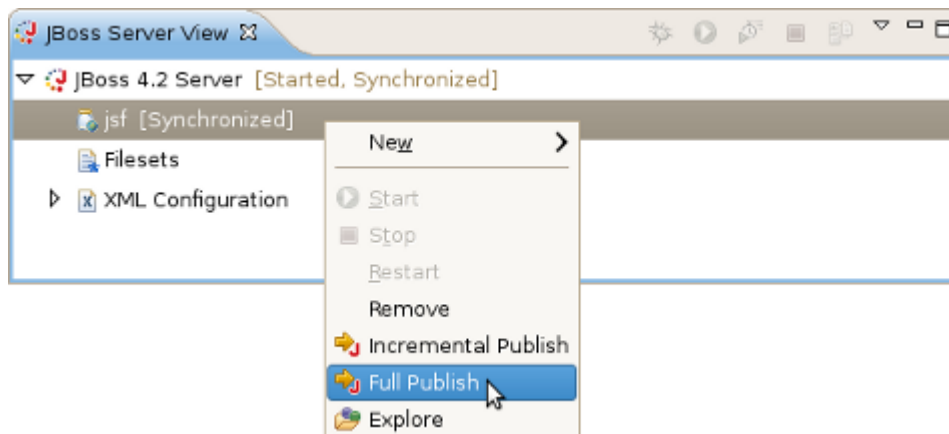 JBoss Server View
JBoss 4.2 Server [Started, Synchronized]
jsf [Synchronized]
Filesets
XML Configuration
New
Start
Stop
Restart
Remove
Incremental Publish
Full Publish
Explore